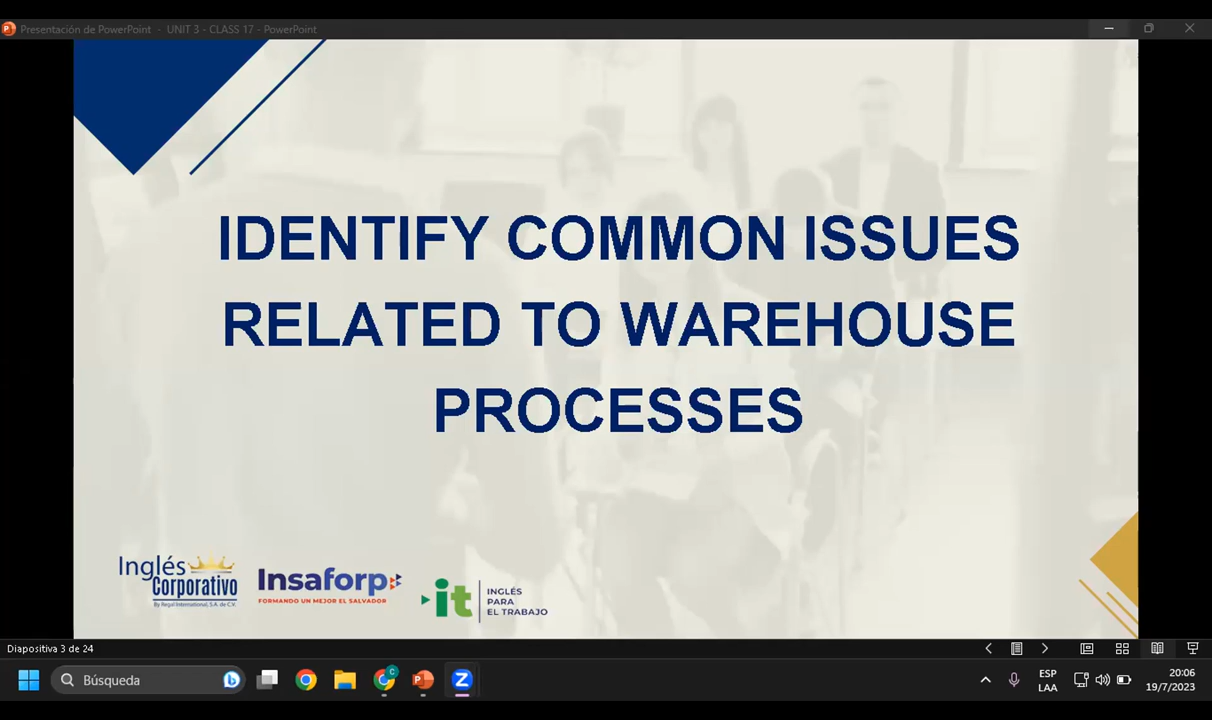 Presentación de PowerPoint - UNIT 3 - CLASS 17 - PowerPoint
IDENTIFY COMMON ISSUES
RELATED TO WAREHOUSE
PROCESSES
Inglés
Corporativo
By Regal International, S.A. de C.V.
Insaforp
FORMANDO UN MEJOR EL SALVADOR
it
INGLÉS
PARA
EL TRABAJO
Diapositiva 3 de 24
Búsqueda
ESP
LAA
20:06
19/7/2023